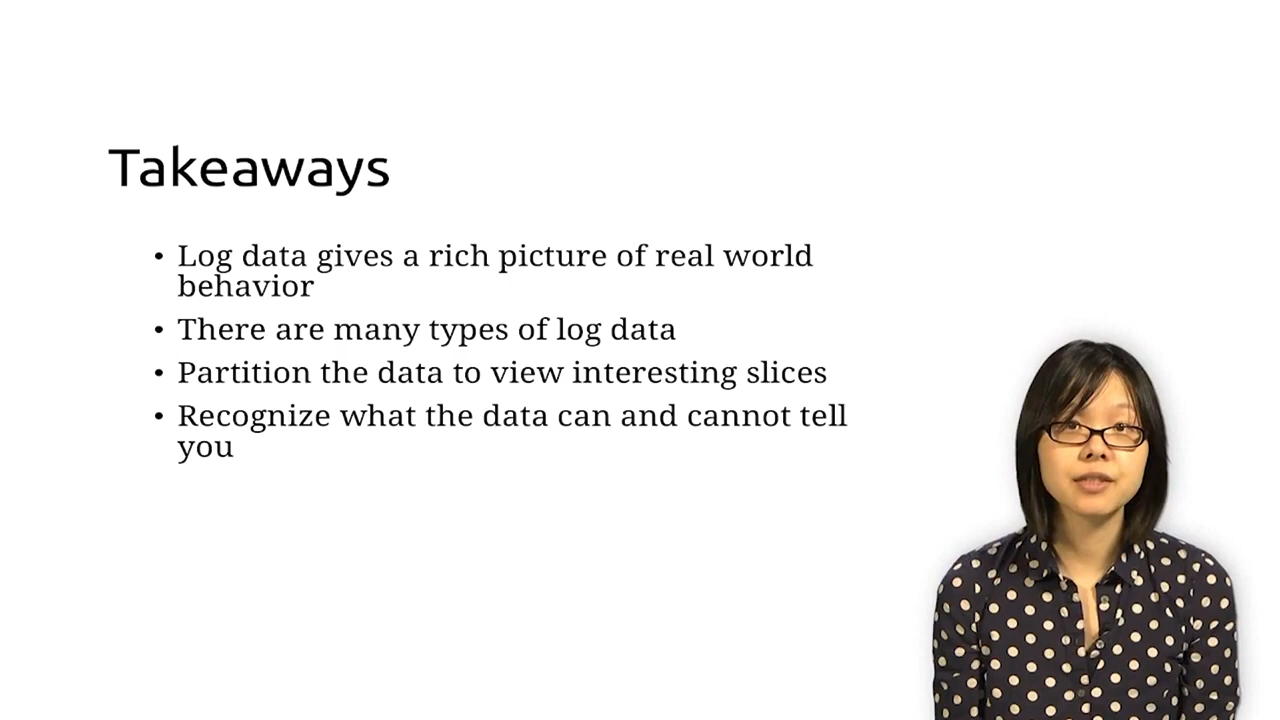 Takeaways
• Log data gives a rich picture of real world
behavior
• There are many types of log data
• Partition the data to view interesting slices
• Recognize what the data can and cannot tell
you